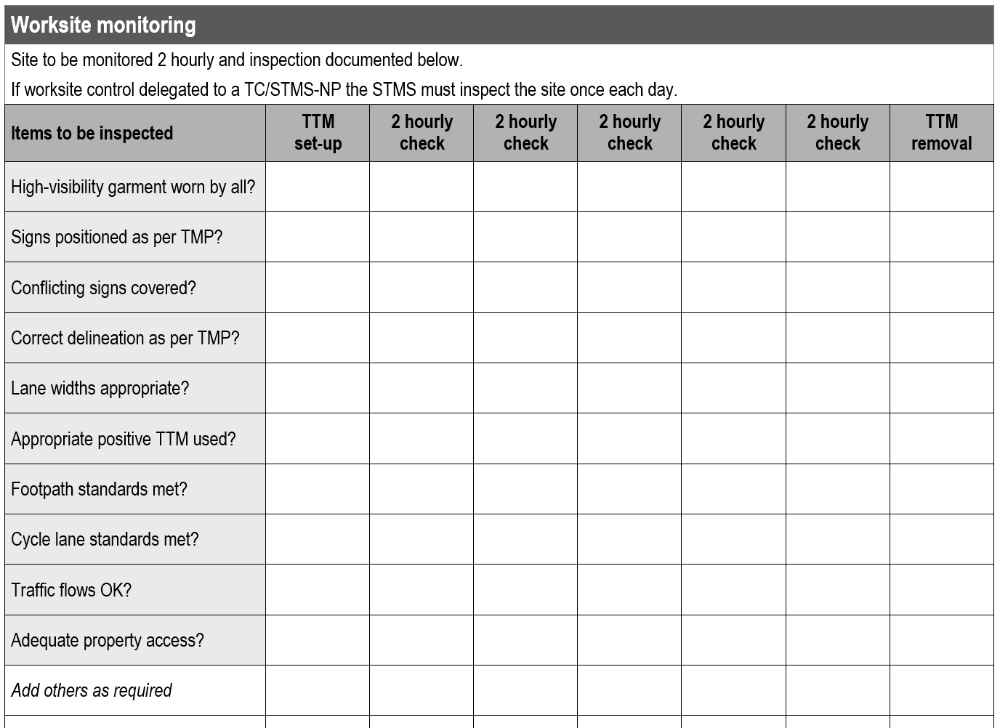 Worksite monitoring
Site to be monitored 2 hourly and inspection documented below.
If worksite control delegated to a TC/STMS-NP the STMS must inspect the site once each day.
Items to be inspected
TTM
set-up
2 hourly
check
2 hourly
check
2 hourly
check
2 hourly
check
2 hourly
check
TTM
removal
High-visibility garment worn by all?
Signs positioned as per TMP?
Conflicting signs covered?
Correct delineation as per TMP?
Lane widths appropriate?
Appropriate positive TTM used?
Footpath standards met?
Cycle lane standards met?
Traffic flows OK?
Adequate property access?
Add others as required